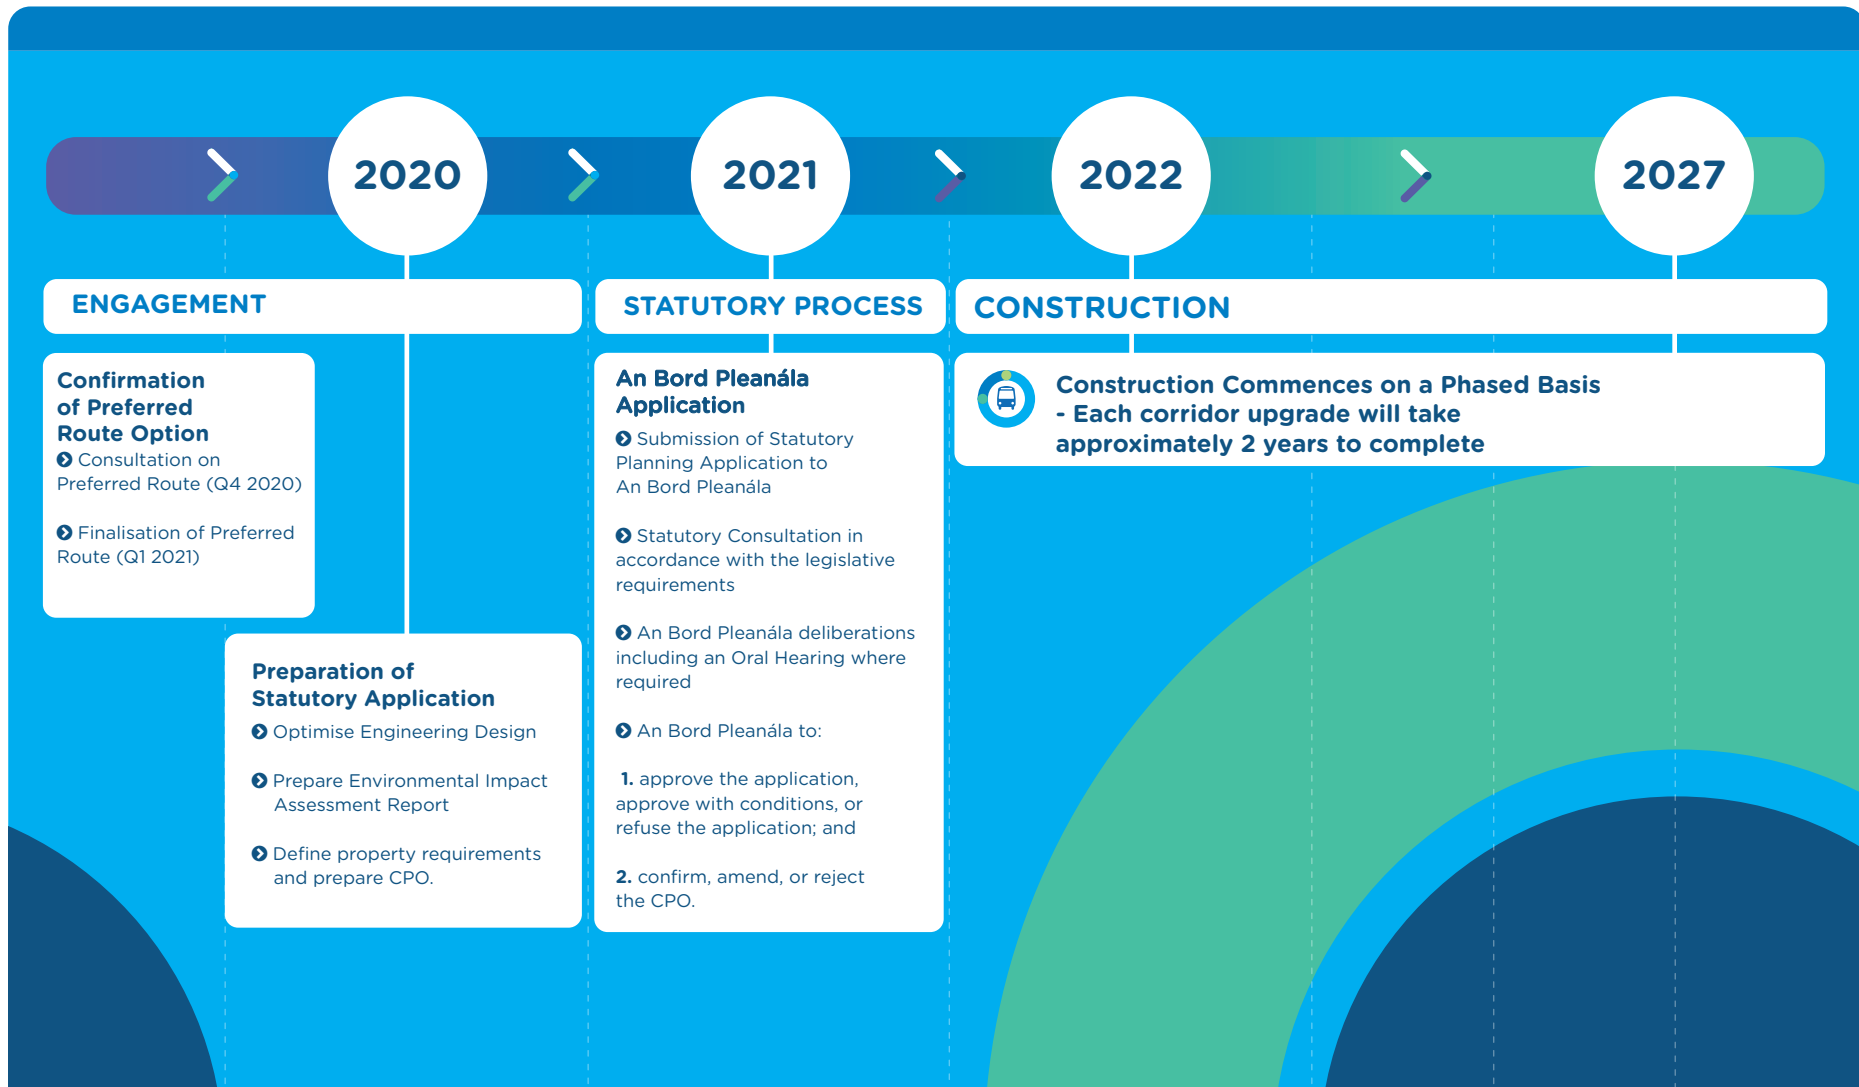 2020
2021
2022
2027
ENGAGEMENT
STATUTORY PROCESS
CONSTRUCTION
Confirmation
of Preferred
Route Option
Consultation on
Preferred Route (Q4 2020)
Finalisation of Preferred
Route (Q1 2021)
Preparation of
Statutory Application
Optimise Engineering Design
Prepare Environmental Impact
Assessment Report
Define property requirements
and prepare CPO.
An Bord Pleanála
Application
Submission of Statutory
Planning Application to
An Bord Pleanála
Statutory Consultation in
accordance with the legislative
requirements
An Bord Pleanála deliberations
including an Oral Hearing where
required
An Bord Pleanála to:
1. approve the application,
approve with conditions, or
refuse the application; and
2. confirm, amend, or reject
the CPO.
Construction Commences on a Phased Basis
- Each corridor upgrade will take
approximately 2 years to complete